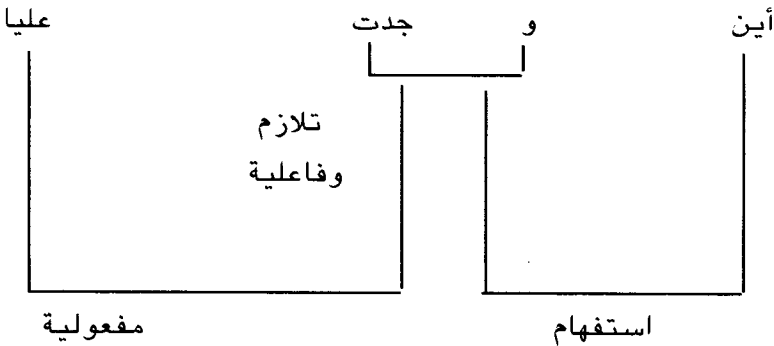 أين و جدت عليا
تلازم
وفاعلية
استفهام مفعولية